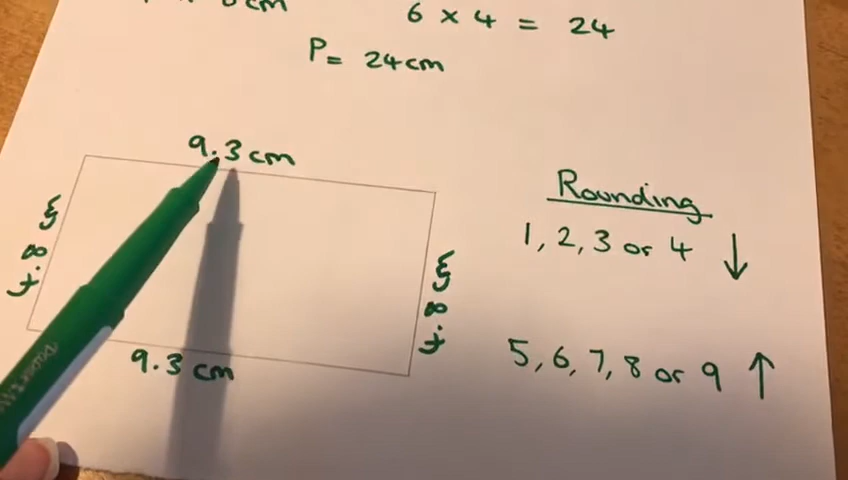 cm
6 × 4 = 24
P= 24cm
9.3cm
Rounding
1, 2, 3 or 4 ↓
5, 6, 7, 8 or 9 ↑
9.3 cm